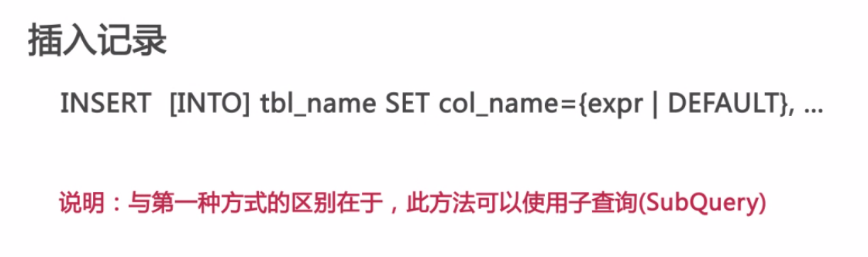 插入记录
INSERT [INTO] tbl_name SET col_name={expr | DEFAULT}, ...
说明：与第一种方式的区别在于，此方法可以使用子查询(SubQuery)